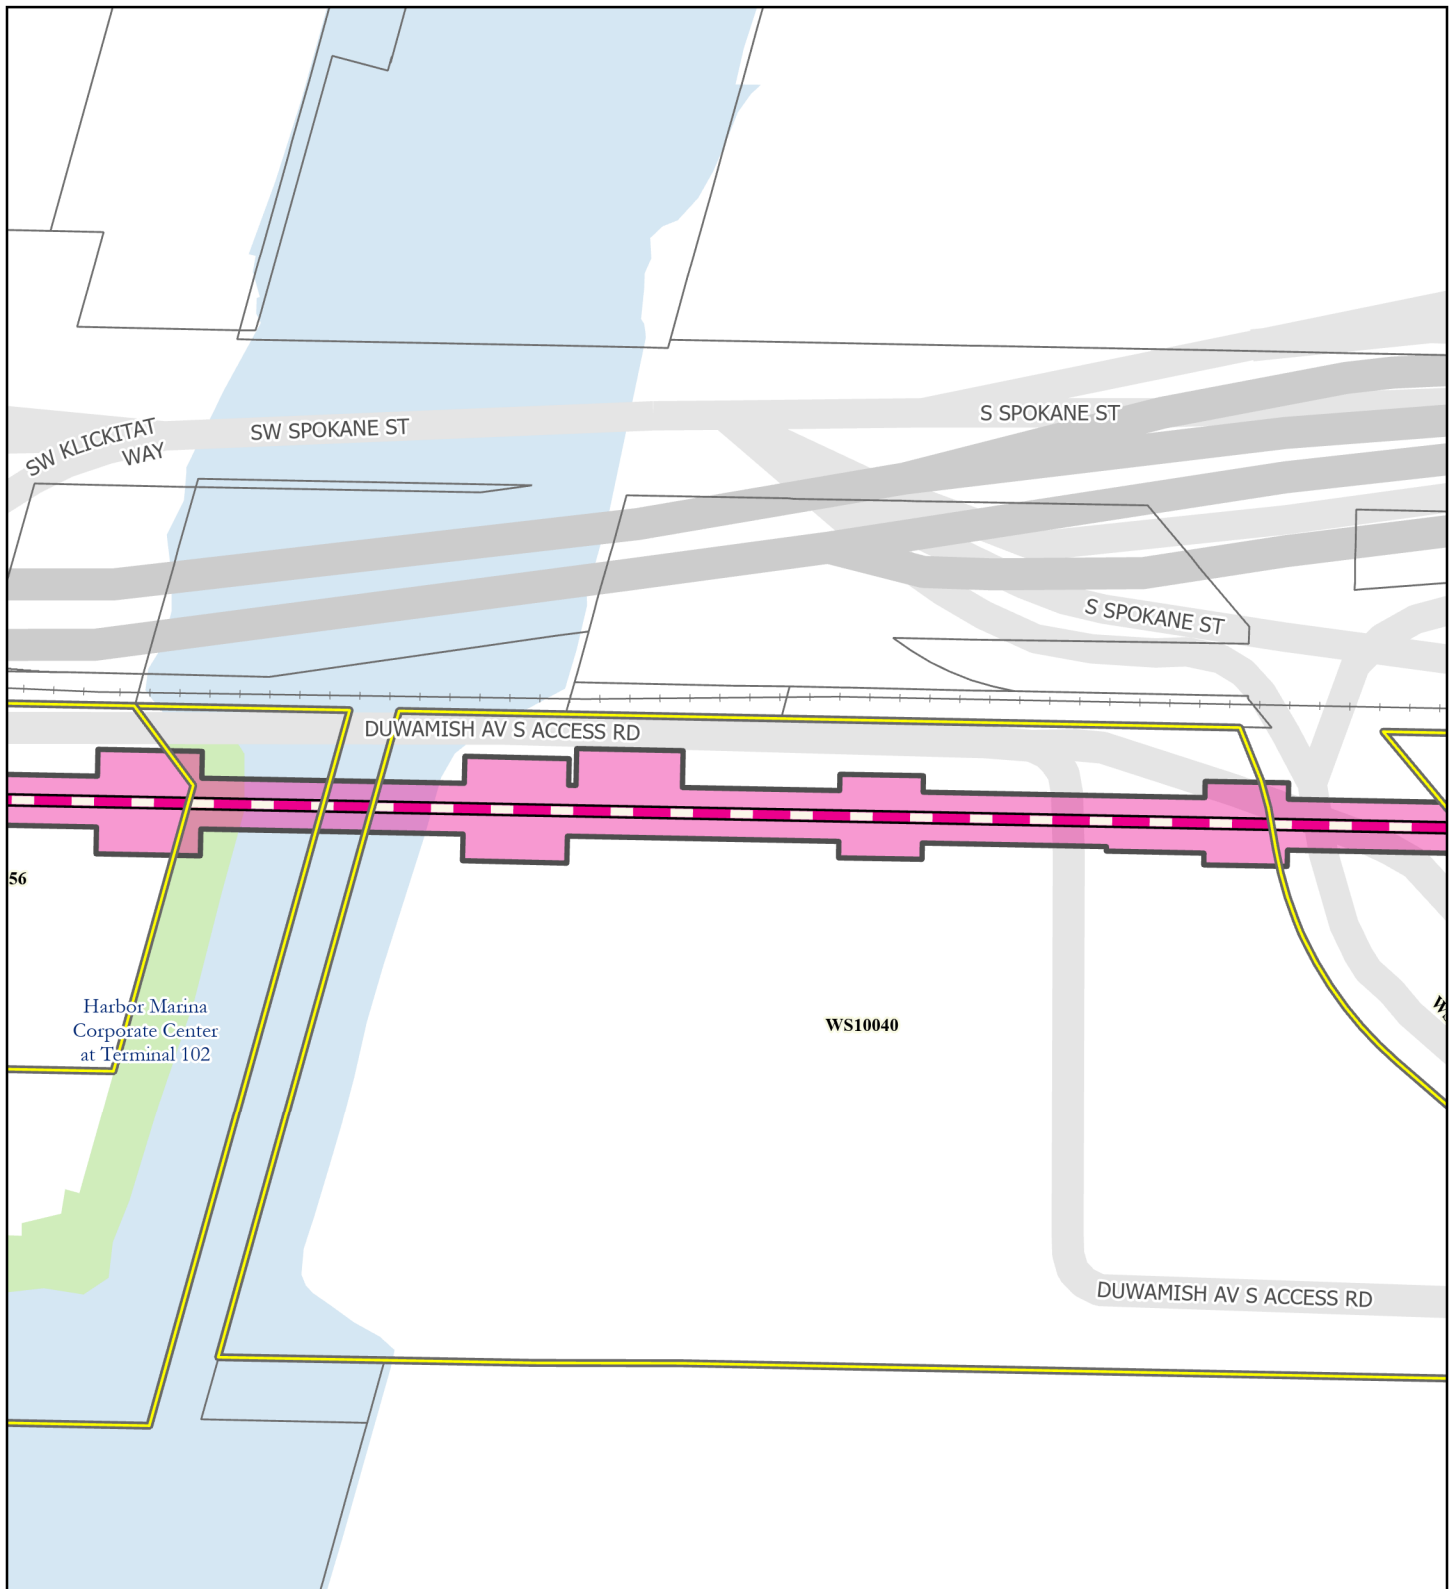 S SPOKANE ST
SW SPOKANE ST
SW KLICKITAT
WAY
S SPOKANE ST
DUWAMISH AV S ACCESS RD
56
WS10040
Harbor Marina
Corporate Center
at Terminal 102
DUWAMISH AV S ACCESS RD